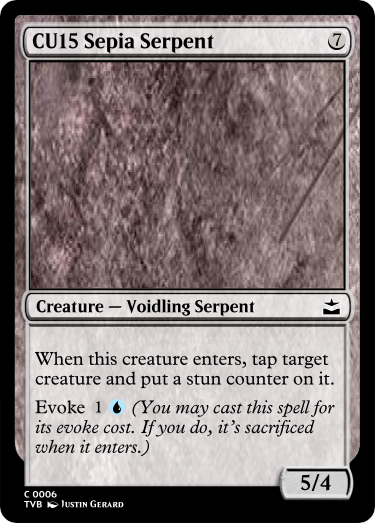 CU15 Sepia Serpent 7
Creature — Voidling Serpent
When this creature enters, tap target
creature and put a stun counter on it.
Evoke 1 (You may cast this spell for
its evoke cost. If you do, it's sacrificed
when it enters.)
5/4
C 0006
TVB Justin Gerard